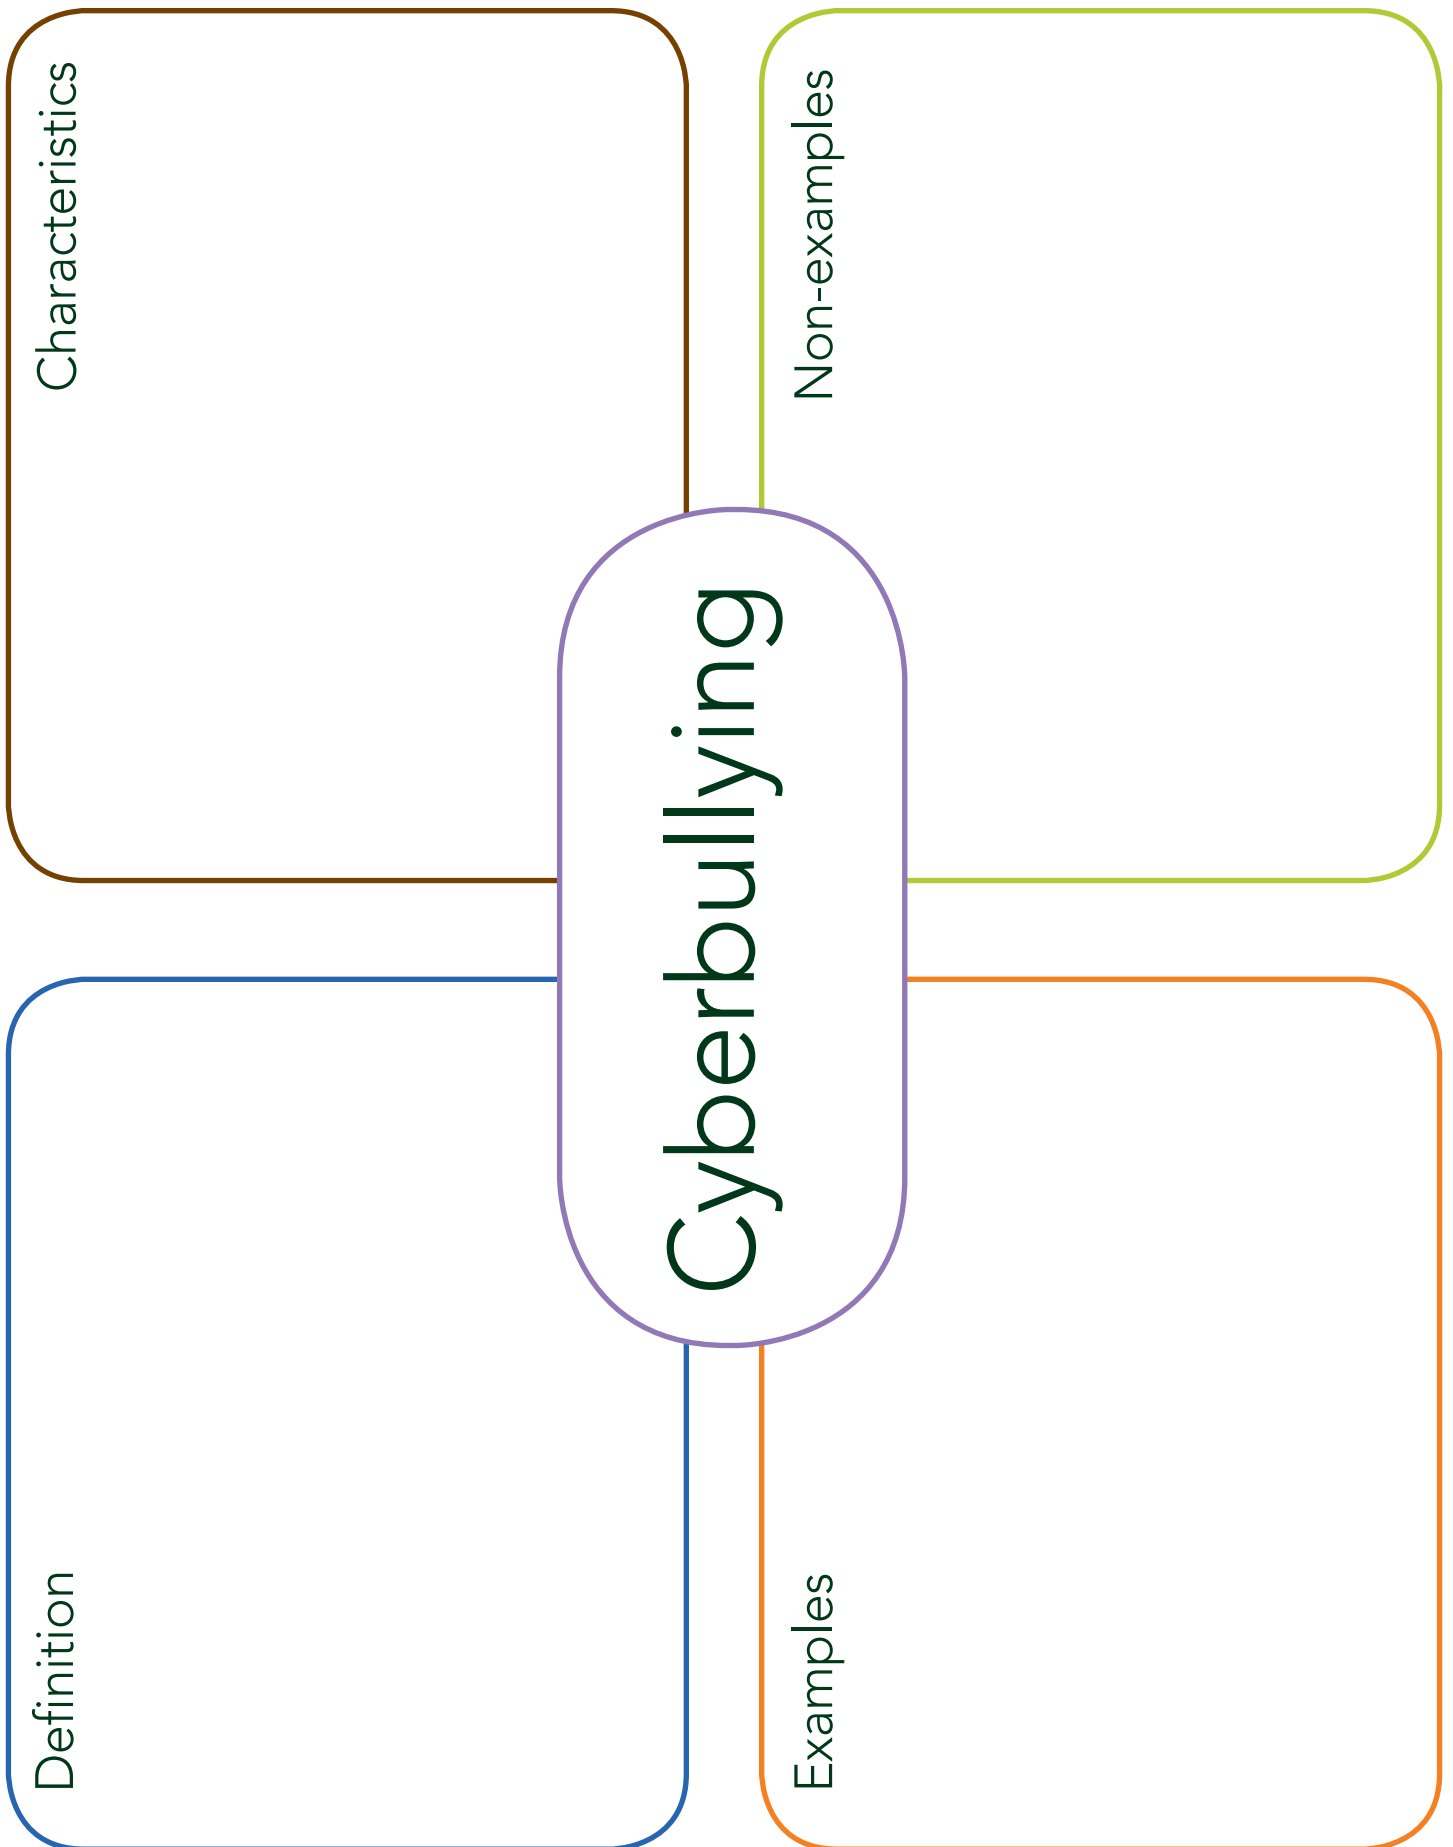 Definition
Characteristics
Cyberbullying
Examples
Non-examples